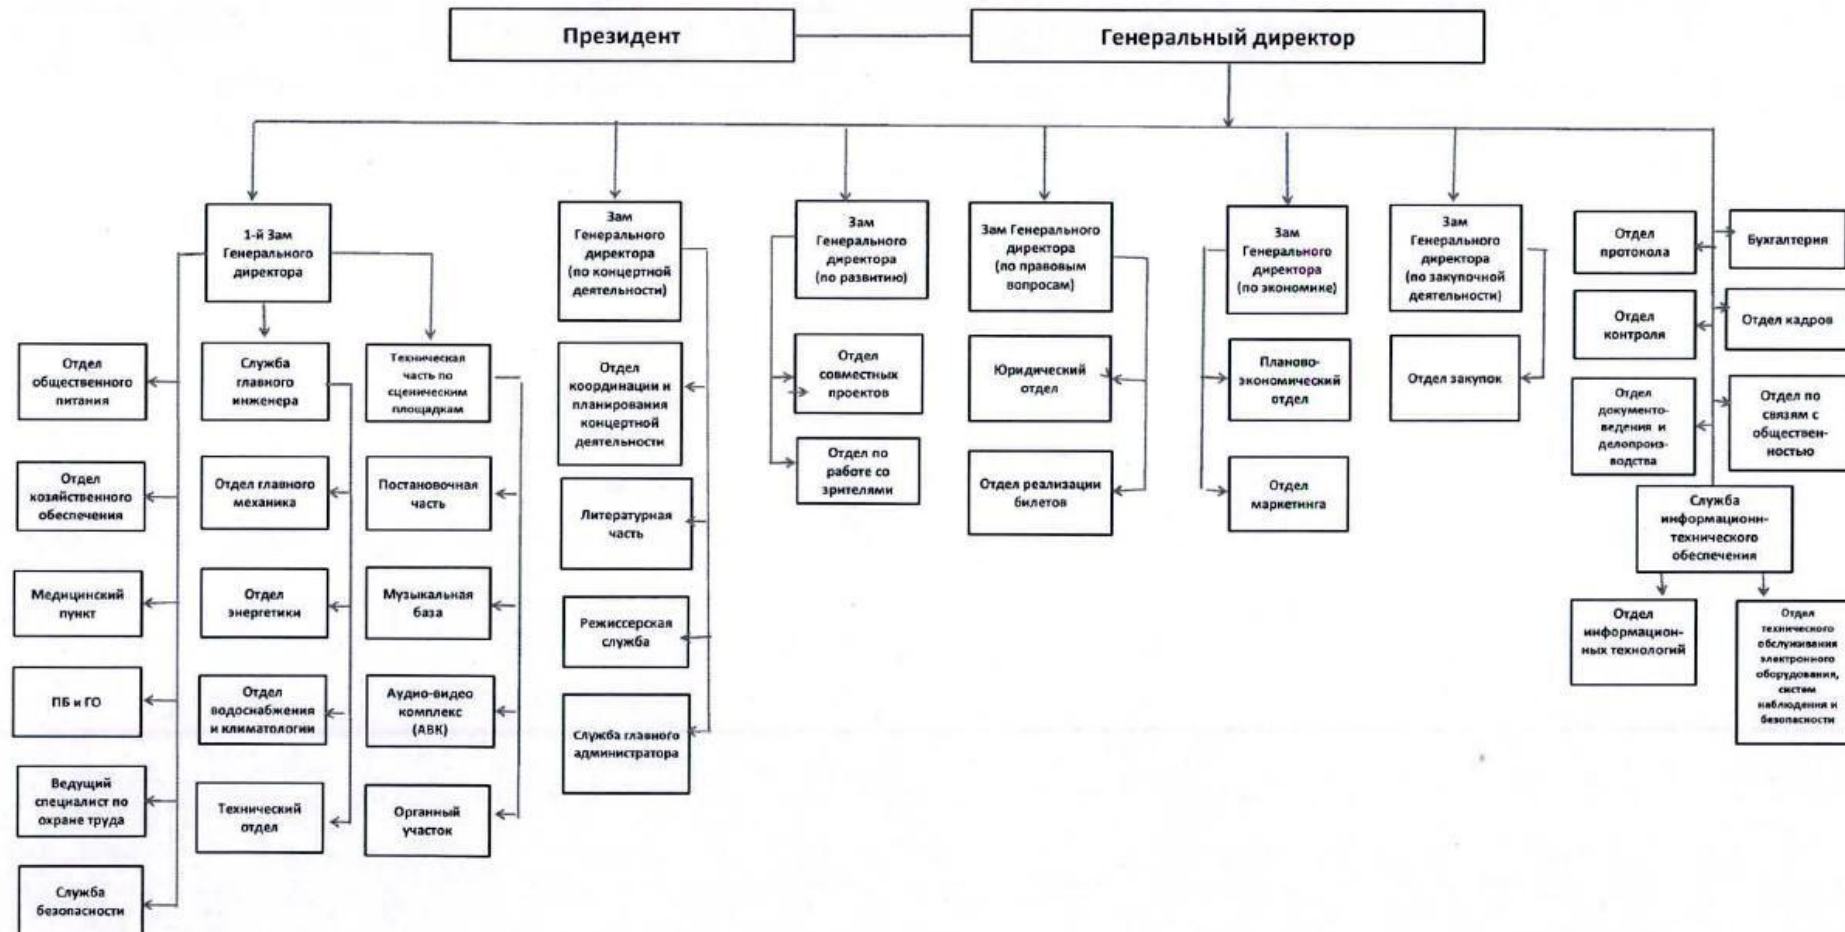 Президент
Генеральный директор
1-й Зам
Генерального
директора
Зам
Генерального
директора
(по концертной
деятельности)
Зам
Генерального
директора
(по развитию)
Зам Генерального
директора
(по правовым
вопросам)
Зам
Генерального
директора
(по экономике)
Зам
Генерального
директора
(по закупочной
деятельности)
Отдел
протокола
Бухгалтерия
Отдел
контроля
Отдел кадров
Отдел
документо-
ведения и
делопроиз-
водства
Отдел по
связям с
обществен-
ностью
Служба
информационн-
технического
обеспечения
Отдел
информацион-
ных технологий
Отдел
технического
обслуживания
электронного
оборудования,
систем
наблюдения и
безопасности
Отдел
общественного
питания
Отдел
хозяйственного
обеспечения
Медицинский
пункт
ПБ и ГО
Ведущий
специалист по
охране труда
Служба
безопасности
Служба
главного
инженера
Отдел главного
механика
Отдел
энергетики
Отдел
водоснабжения
и климатологии
Технический
отдел
Техническая
часть по
сценическим
площадкам
Постановочная
часть
Музыкальная
база
Аудио-видео
комплекс
(АВК)
Органный
участок
Отдел
координации и
планирования
концертной
деятельности
Литературная
часть
Режиссерская
служба
Служба главного
администратора
Отдел
совместных
проектов
Отдел по
работе со
зрителями
Юридический
отдел
Отдел реализации
билетов
Планово-
экономический
отдел
Отдел
маркетинга
Отдел закупок